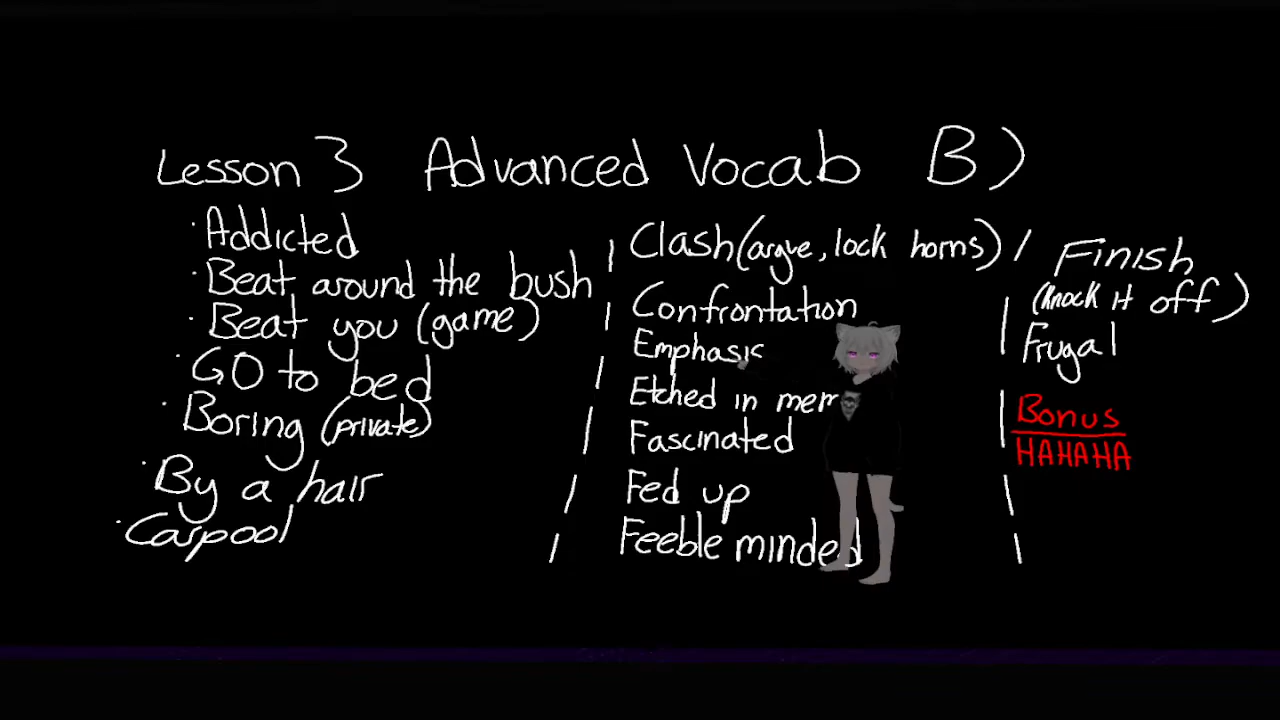 Lesson 3 Advanced Vocab B)
· Addicted
· Beat around the bush
· Beat you (game)
· GO to bed
· Boring (private)
· By a hair
· Carpool
Clash (argue, lock horns)
Confrontation
Emphasis
Etched in mem
Fascinated
Fed up
Feeble minded
Finish
(Knock it off)
Frugal
Bonus
HAHAHA